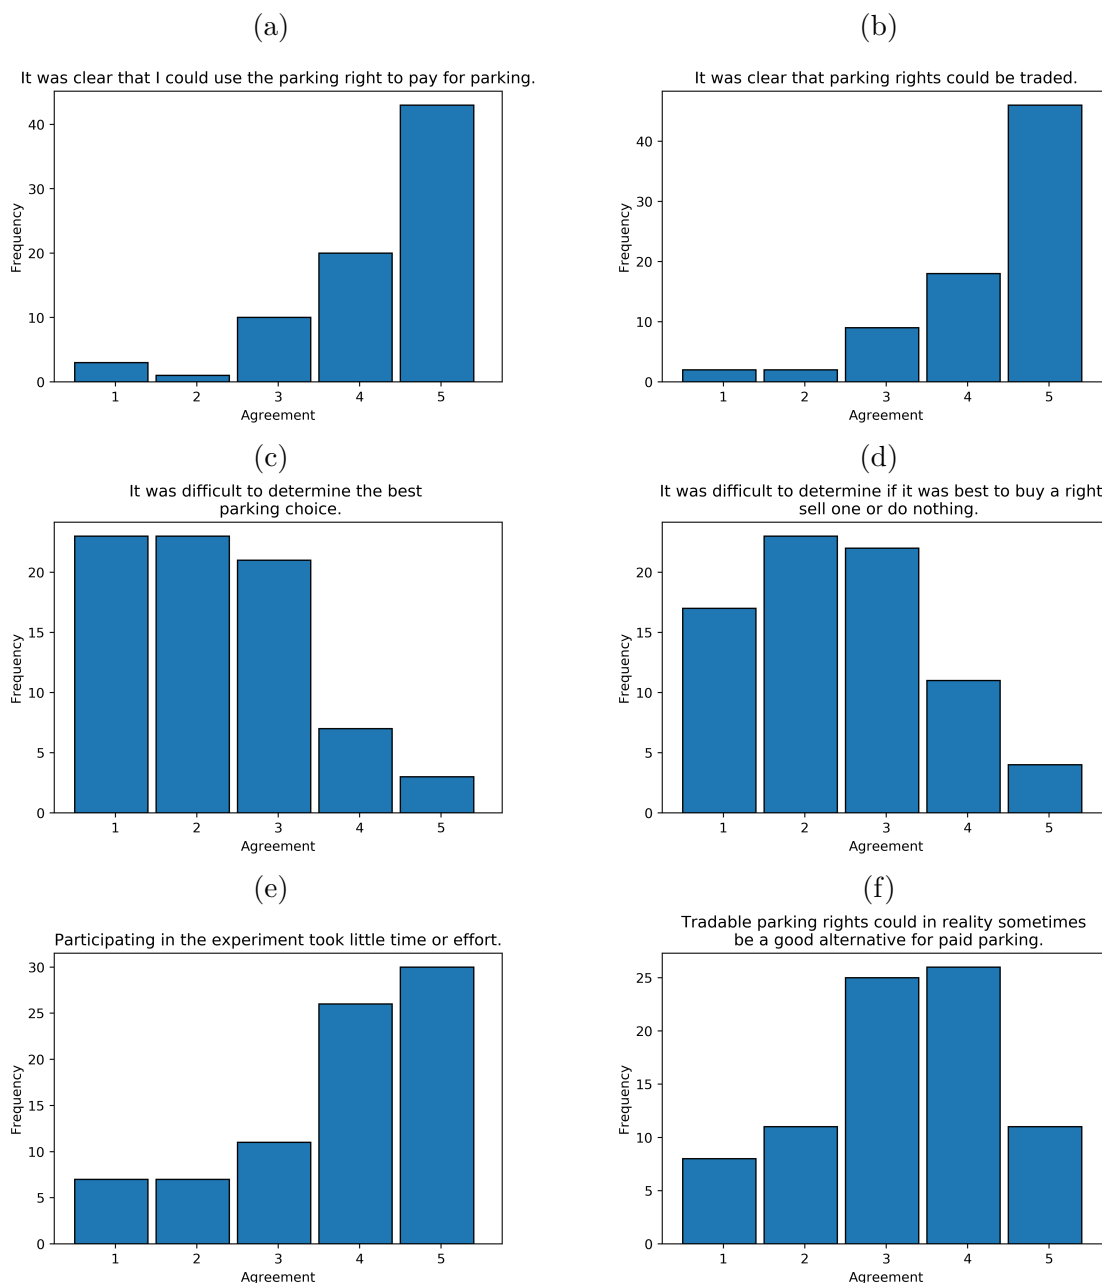 (a)
It was clear that I could use the parking right to pay for parking.
40
30
20
10
0
Frequency
1 2 3 4 5
Agreement
(b)
It was clear that parking rights could be traded.
40
30
20
10
0
Frequency
1 2 3 4 5
Agreement
(c)
It was difficult to determine the best
parking choice.
20
15
10
5
0
Frequency
1 2 3 4 5
Agreement
(d)
It was difficult to determine if it was best to buy a right
sell one or do nothing.
20
15
10
5
0
Frequency
1 2 3 4 5
Agreement
(e)
Participating in the experiment took little time or effort.
30
25
20
15
10
5
0
Frequency
1 2 3 4 5
Agreement
(f)
Tradable parking rights could in reality sometimes
be a good alternative for paid parking.
25
20
15
10
5
0
Frequency
1 2 3 4 5
Agreement